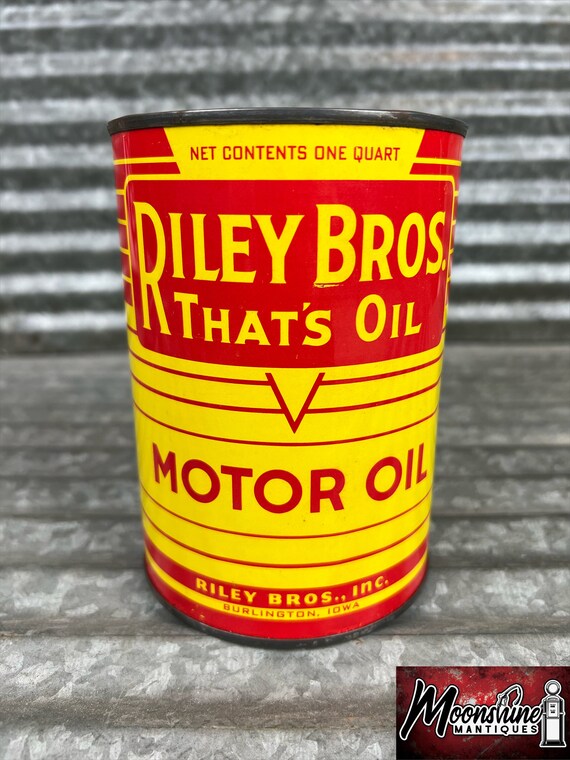 NET CONTENTS ONE QUART
RILEY BROS.
THAT'S OIL
MOTOR OIL
RILEY BROS., INC.
BURLINGTON, IOWA
Moonshine
MANTIQUES